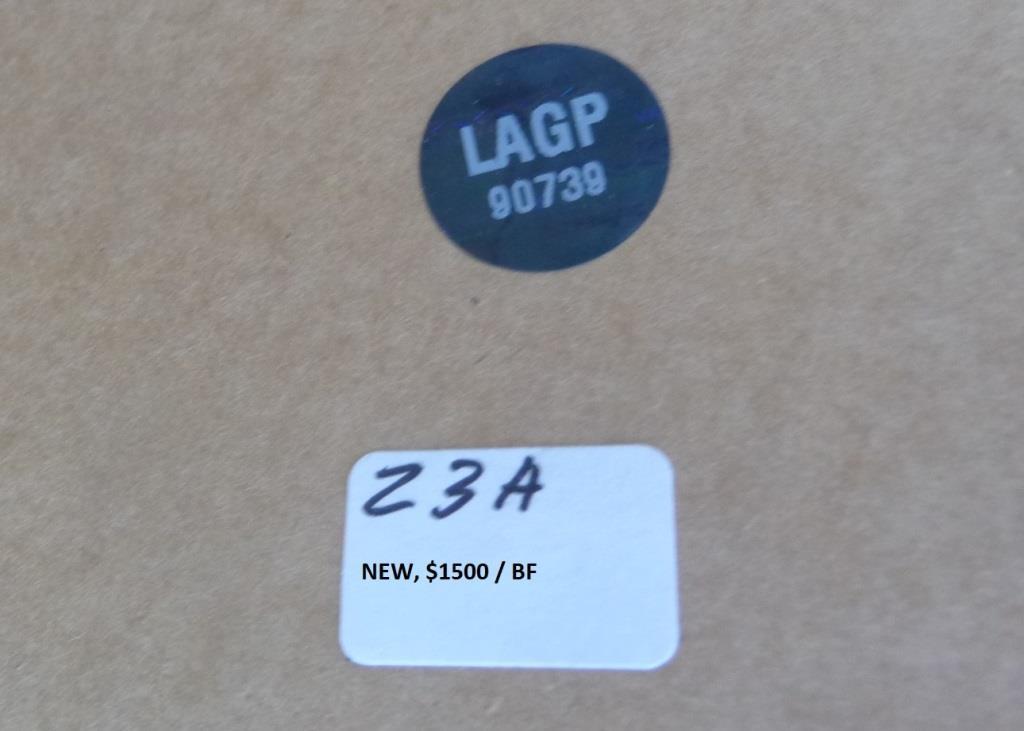 LAGP
90739
Z3A
NEW, $1500 / BF